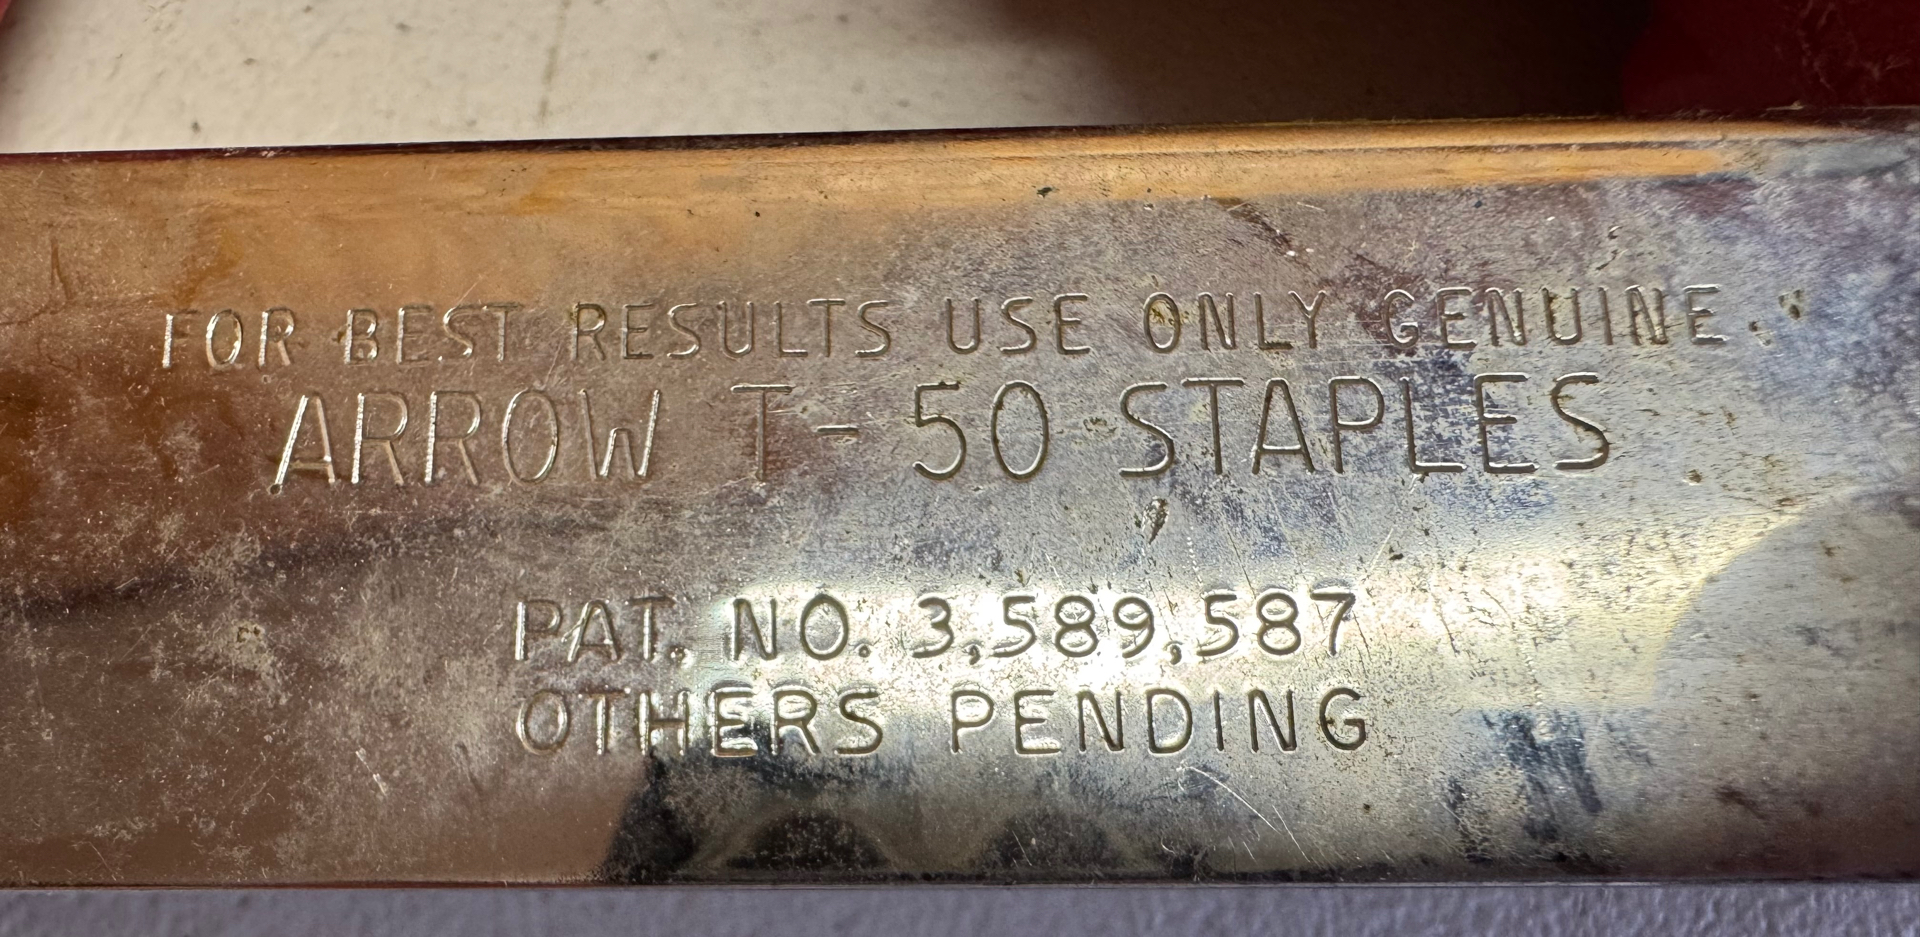 FOR BEST RESULTS USE ONLY GENUINE.
ARROW T-50 STAPLES
PAT. NO. 3,589,587
OTHERS PENDING